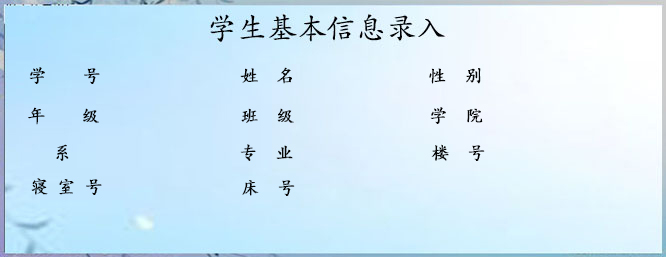 学生基本信息录入
学 号 姓 名 性 别
年 级 班 级 学 院
系 专 业 楼 号
寝 室 号 床 号